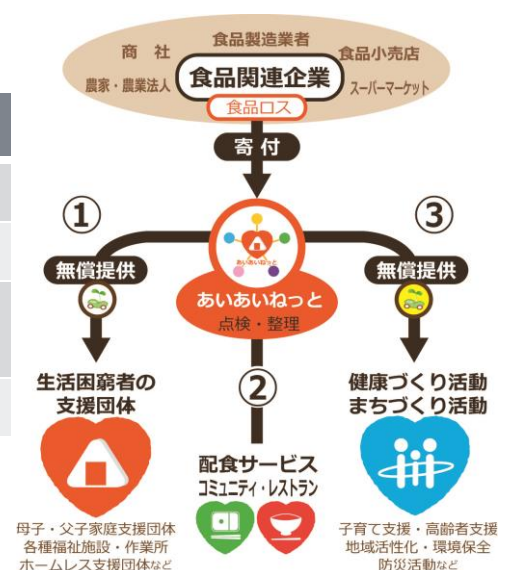 食品製造業者
商 社
食品小売店
農家・農業法人
食品関連企業
スーパーマーケット
食品ロス
寄 付
①
③
無償提供
無償提供
あいあいねっと
あいあいねっと
点検・整理
②
生活困窮者の
支援団体
健康づくり活動
まちづくり活動
配食サービス
コミュニティ・レストラン
母子・父子家庭支援団体
各種福祉施設・作業所
ホームレス支援団体など
子育て支援・高齢者支援
地域活性化・環境保全
防災活動など